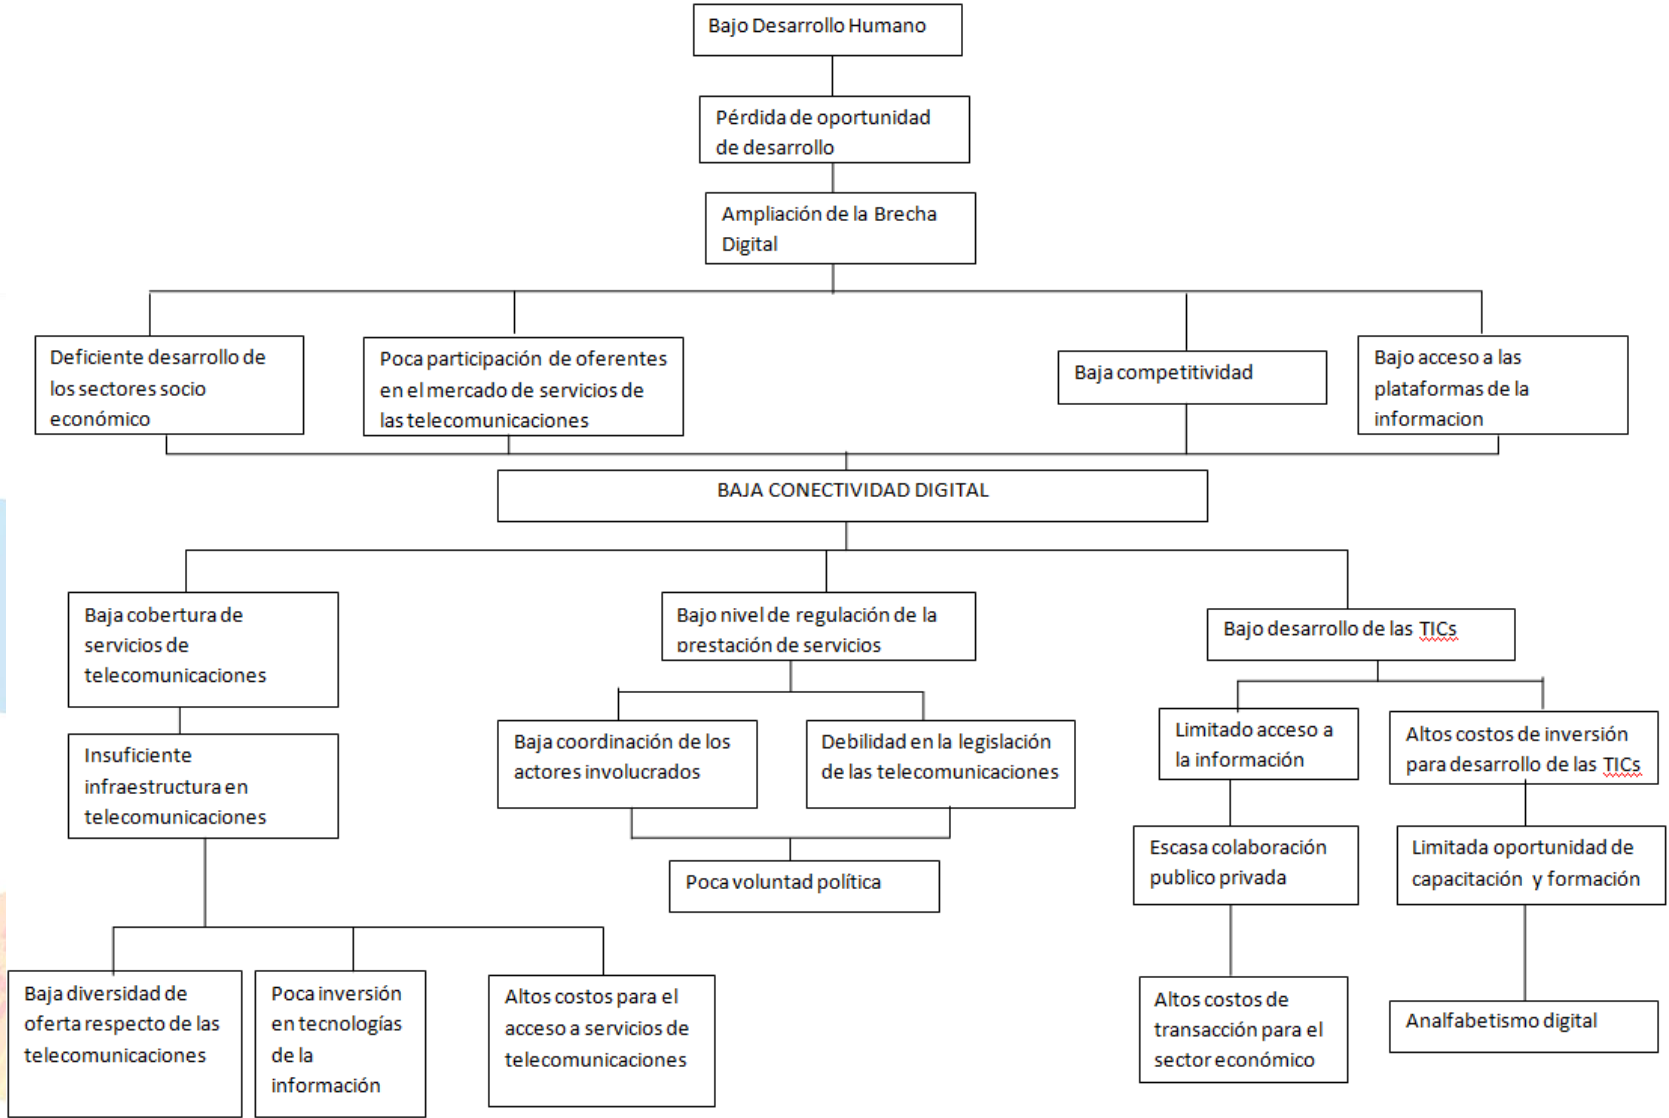 Bajo Desarrollo Humano
Pérdida de oportunidad
de desarrollo
Ampliación de la Brecha
Digital
Deficiente desarrollo de
los sectores socio
económico
Poca participación de oferentes
en el mercado de servicios de
las telecomunicaciones
Baja competitividad
Bajo acceso a las
plataformas de la
informacion
BAJA CONECTIVIDAD DIGITAL
Baja cobertura de
servicios de
telecomunicaciones
Bajo nivel de regulación de la
prestación de servicios
Bajo desarrollo de las TICs
Insuficiente
infraestructura en
telecomunicaciones
Baja coordinación de los
actores involucrados
Debilidad en la legislación
de las telecomunicaciones
Limitado acceso a
la información
Altos costos de inversión
para desarrollo de las TICs
Poca voluntad política
Escasa colaboración
publico privada
Limitada oportunidad de
capacitación y formación
Baja diversidad de
oferta respecto de las
telecomunicaciones
Poca inversión
en tecnologías
de la
información
Altos costos para el
acceso a servicios de
telecomunicaciones
Altos costos de
transacción para el
sector económico
Analfabetismo digital